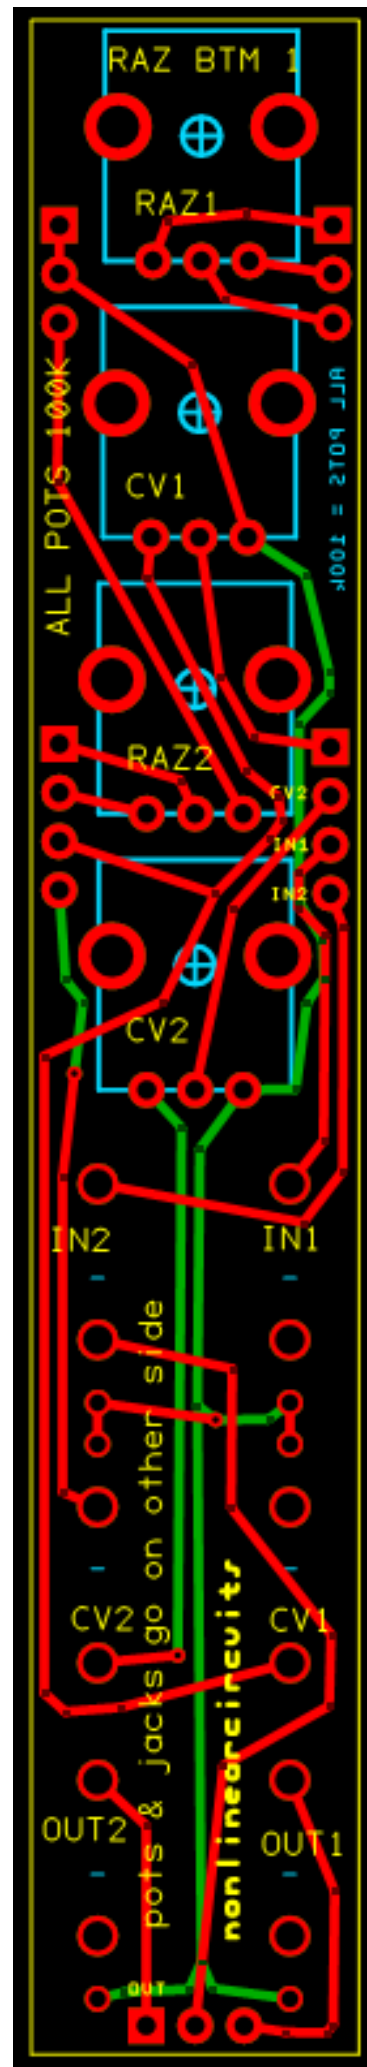 RAZ BTM 1
RAZ1
ALL POTS 100K
ALL POTS = 100k
CV1
RAZ2
CV2
IN1
IN2
CV2
IN2
IN1
pots & jacks go on other side
nonlinearcircuits
CV2
CV1
OUT2
OUT1
OUT